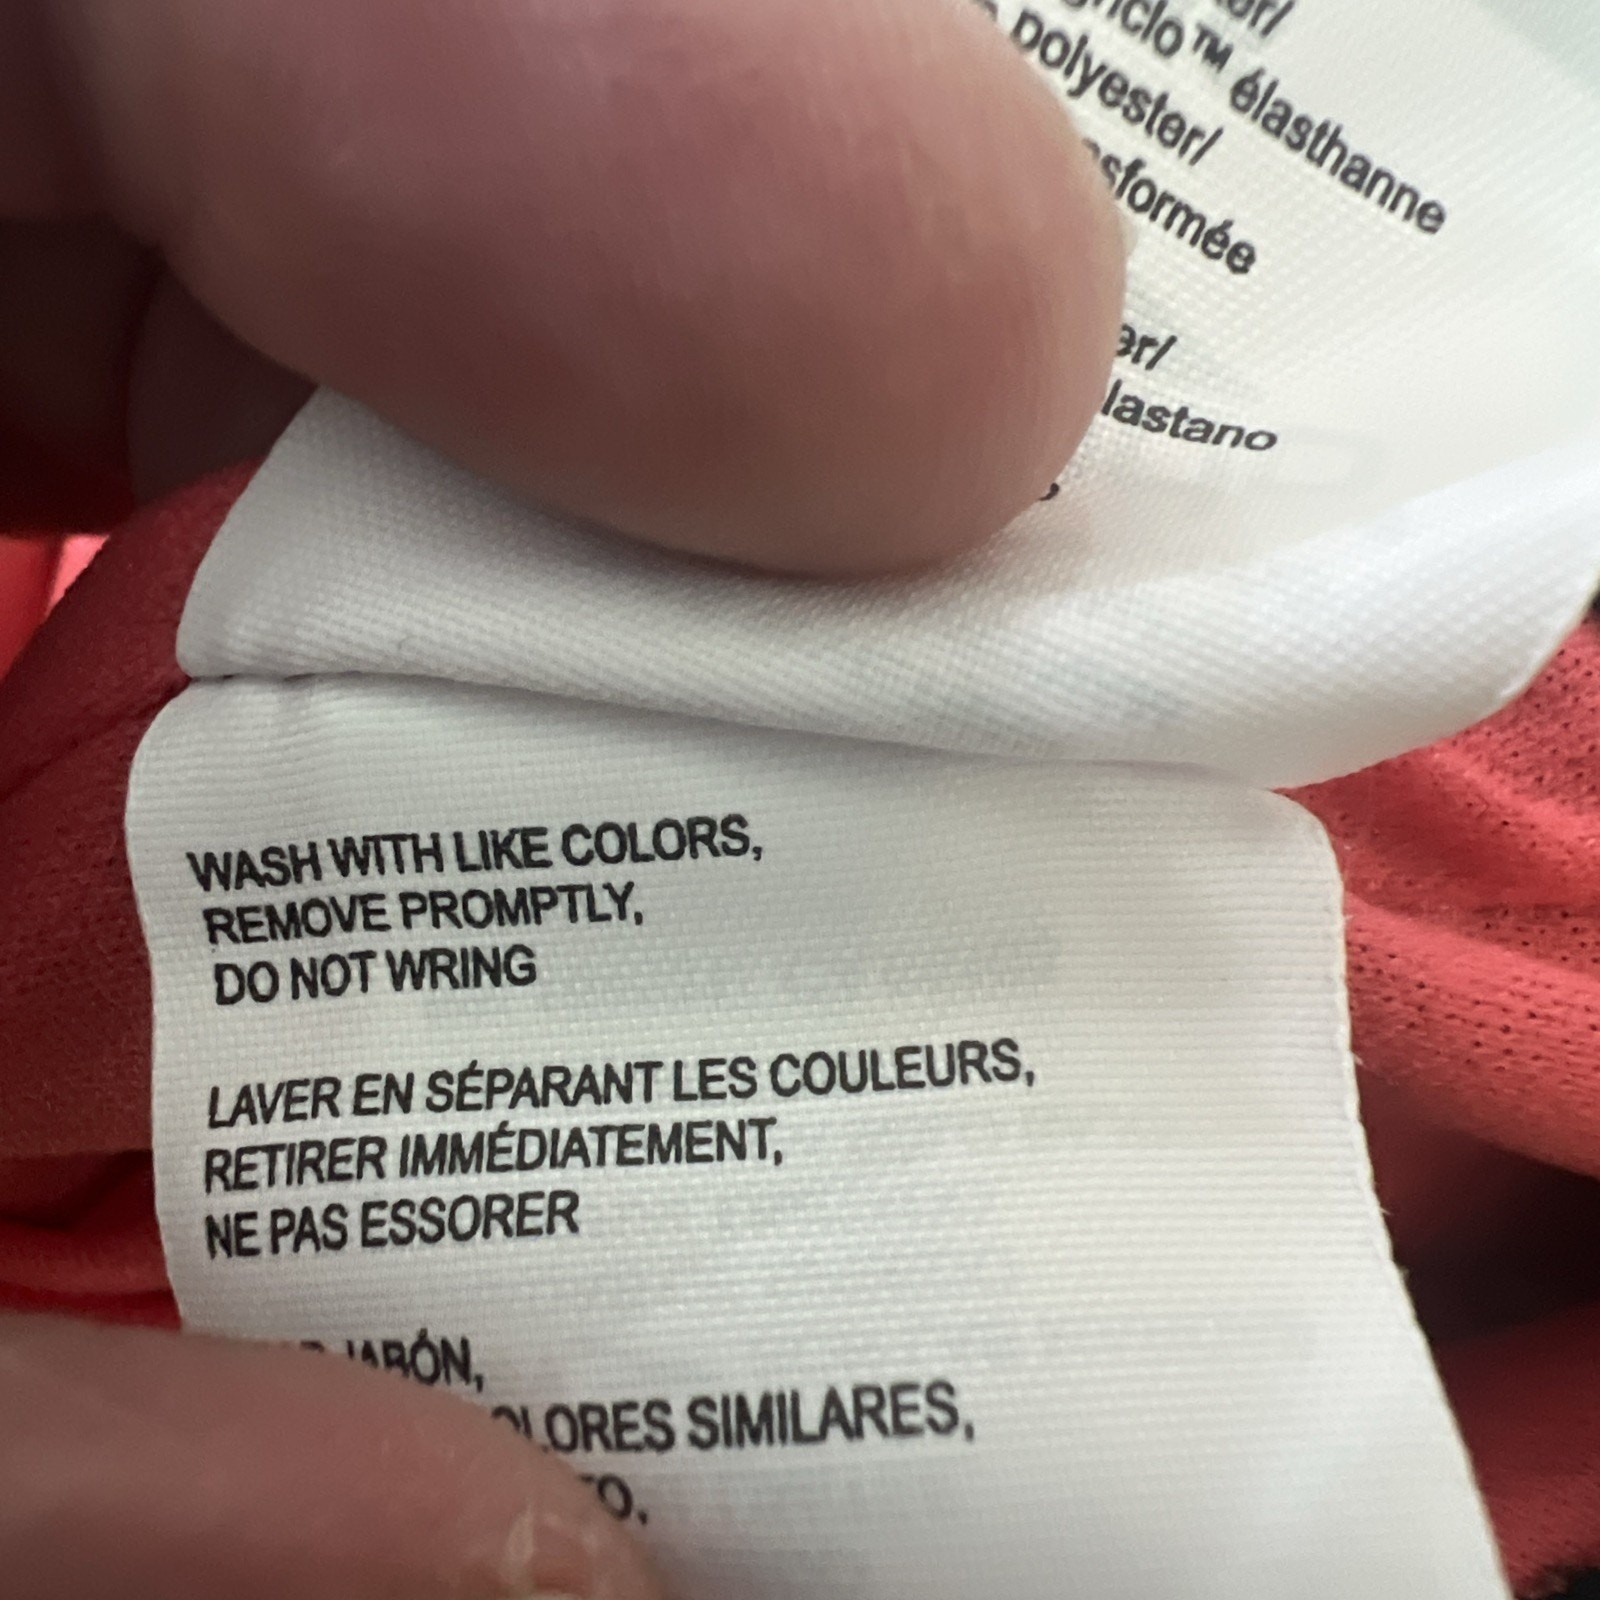 élasthanne
polyester/
lastano
WASH WITH LIKE COLORS,
REMOVE PROMPTLY,
DO NOT WRING
LAVER EN SÉPARANT LES COULEURS,
RETIRER IMMÉDIATEMENT,
NE PAS ESSORER
JABÓN,
OLORES SIMILARES,